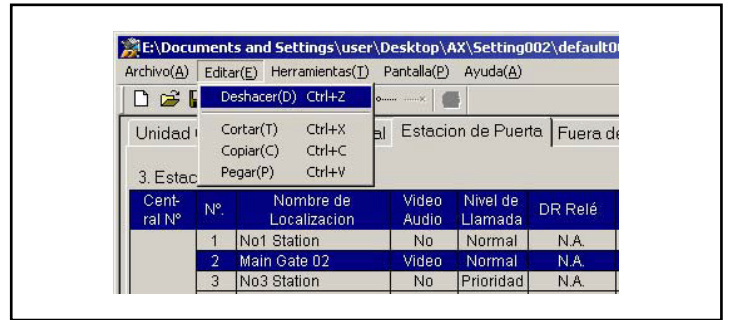 E:\Documents and Settings\user\Desktop\AX\Setting002\default0
Archivo(A) Editar(E) Herramientas(T) Pantalla(P) Ayuda(A)
Deshacer(D) Ctrl+Z
Cortar(T) Ctrl+X
Copiar(C) Ctrl+C
Pegar(P) Ctrl+V
Unidad al Estacion de Puerta Fuera de
3. Estac
Cent-ral Nº Nº. Nombre de Localizacion Video Audio Nivel de Llamada DR Relé
1 No1 Station No Normal N.A.
2 Main Gate 02 Video Normal N.A.
3 No3 Station No Prioridad N.A.